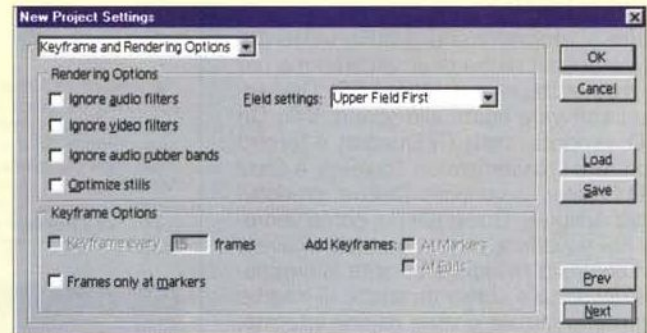 New Project Settings
Keyframe and Rendering Options
Rendering Options
Ignore audio filters
Field settings: Upper Field First
Ignore video filters
Ignore audio rubber bands
Optimize stills
Keyframe Options
Keyframe every 15 frames
Add Keyframes: At Markers
At Edits
Frames only at markers
OK
Cancel
Load
Save
Prev
Next